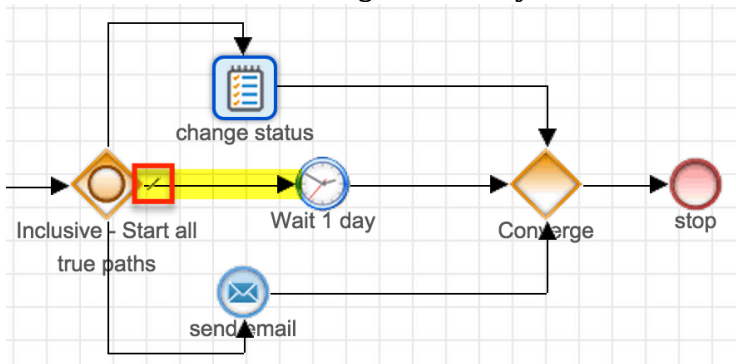 change status
Inclusive - Start all
true paths
Wait 1 day
Converge
stop
send email